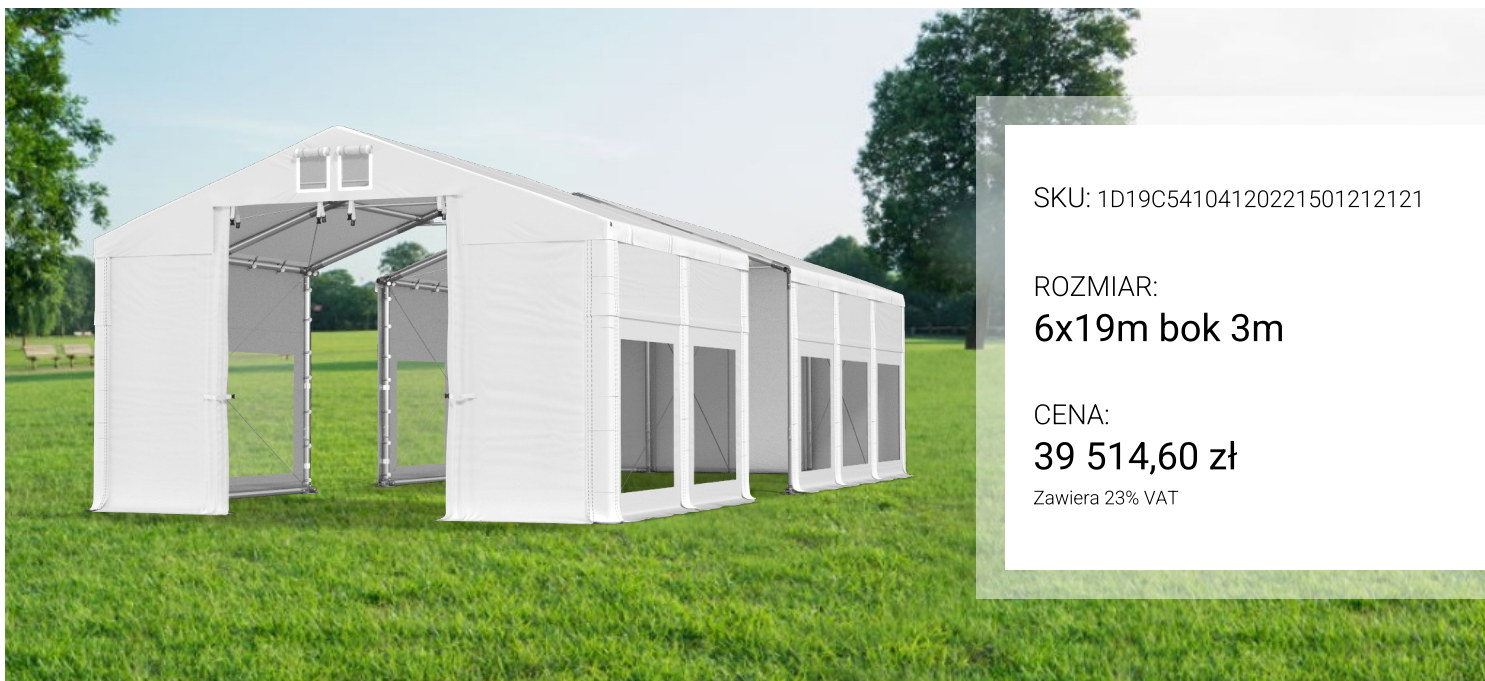 SKU: 1D19C54104120221501212121
ROZMIAR:
6x19m bok 3m
CENA:
39 514,60 zł
Zawiera 23% VAT